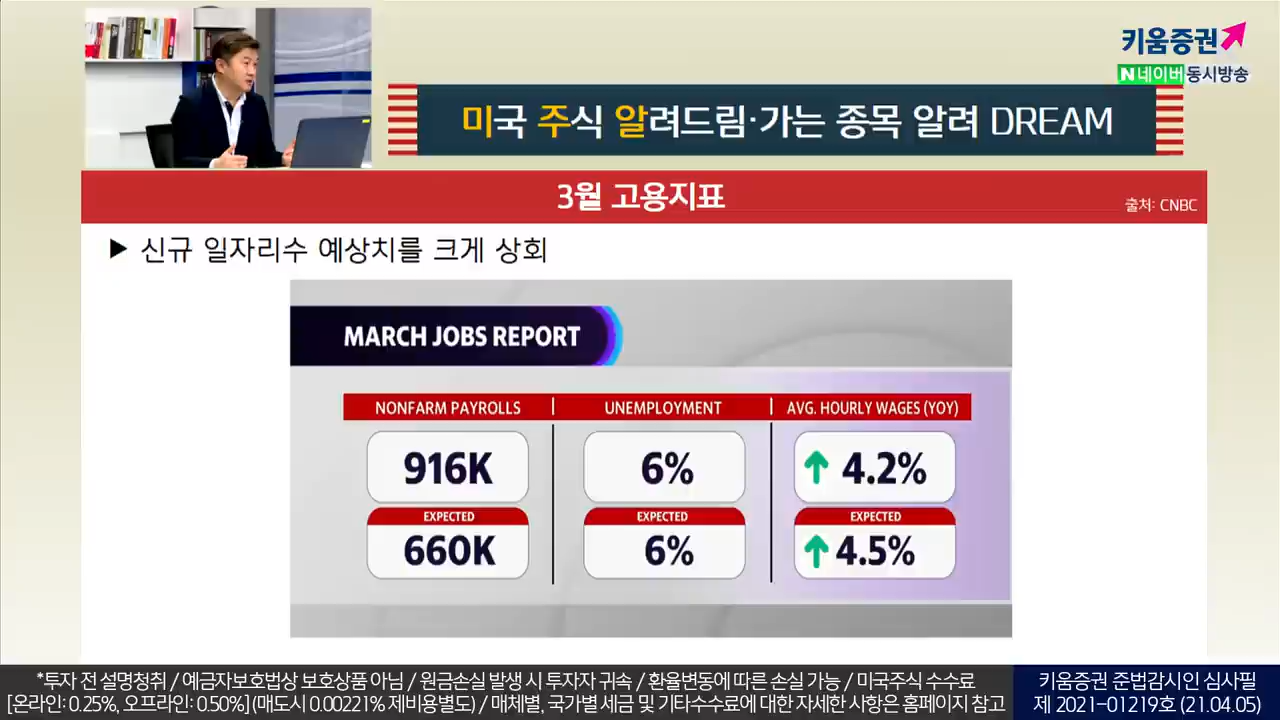 키움증권
N 네이버 동시방송
미국 주식 알려드림·가는 종목 알려 DREAM
3월 고용지표
출처: CNBC
▶ 신규 일자리수 예상치를 크게 상회
MARCH JOBS REPORT
NONFARM PAYROLLS | UNEMPLOYMENT | AVG. HOURLY WAGES (YOY)
916K 6% 4.2%
EXPECTED EXPECTED EXPECTED
660K 6% 4.5%
*투자 전 설명청취 / 예금자보호법상 보호상품 아님 / 원금손실 발생 시 투자자 귀속 / 환율변동에 따른 손실 가능 / 미국주식 수수료
[온라인: 0.25%, 오프라인: 0.50%] (매도시 0.00221% 제비용별도) / 매체별, 국가별 세금 및 기타수수료에 대한 자세한 사항은 홈페이지 참고
키움증권 준법감시인 심사필
제 2021-01219호 (21.04.05)